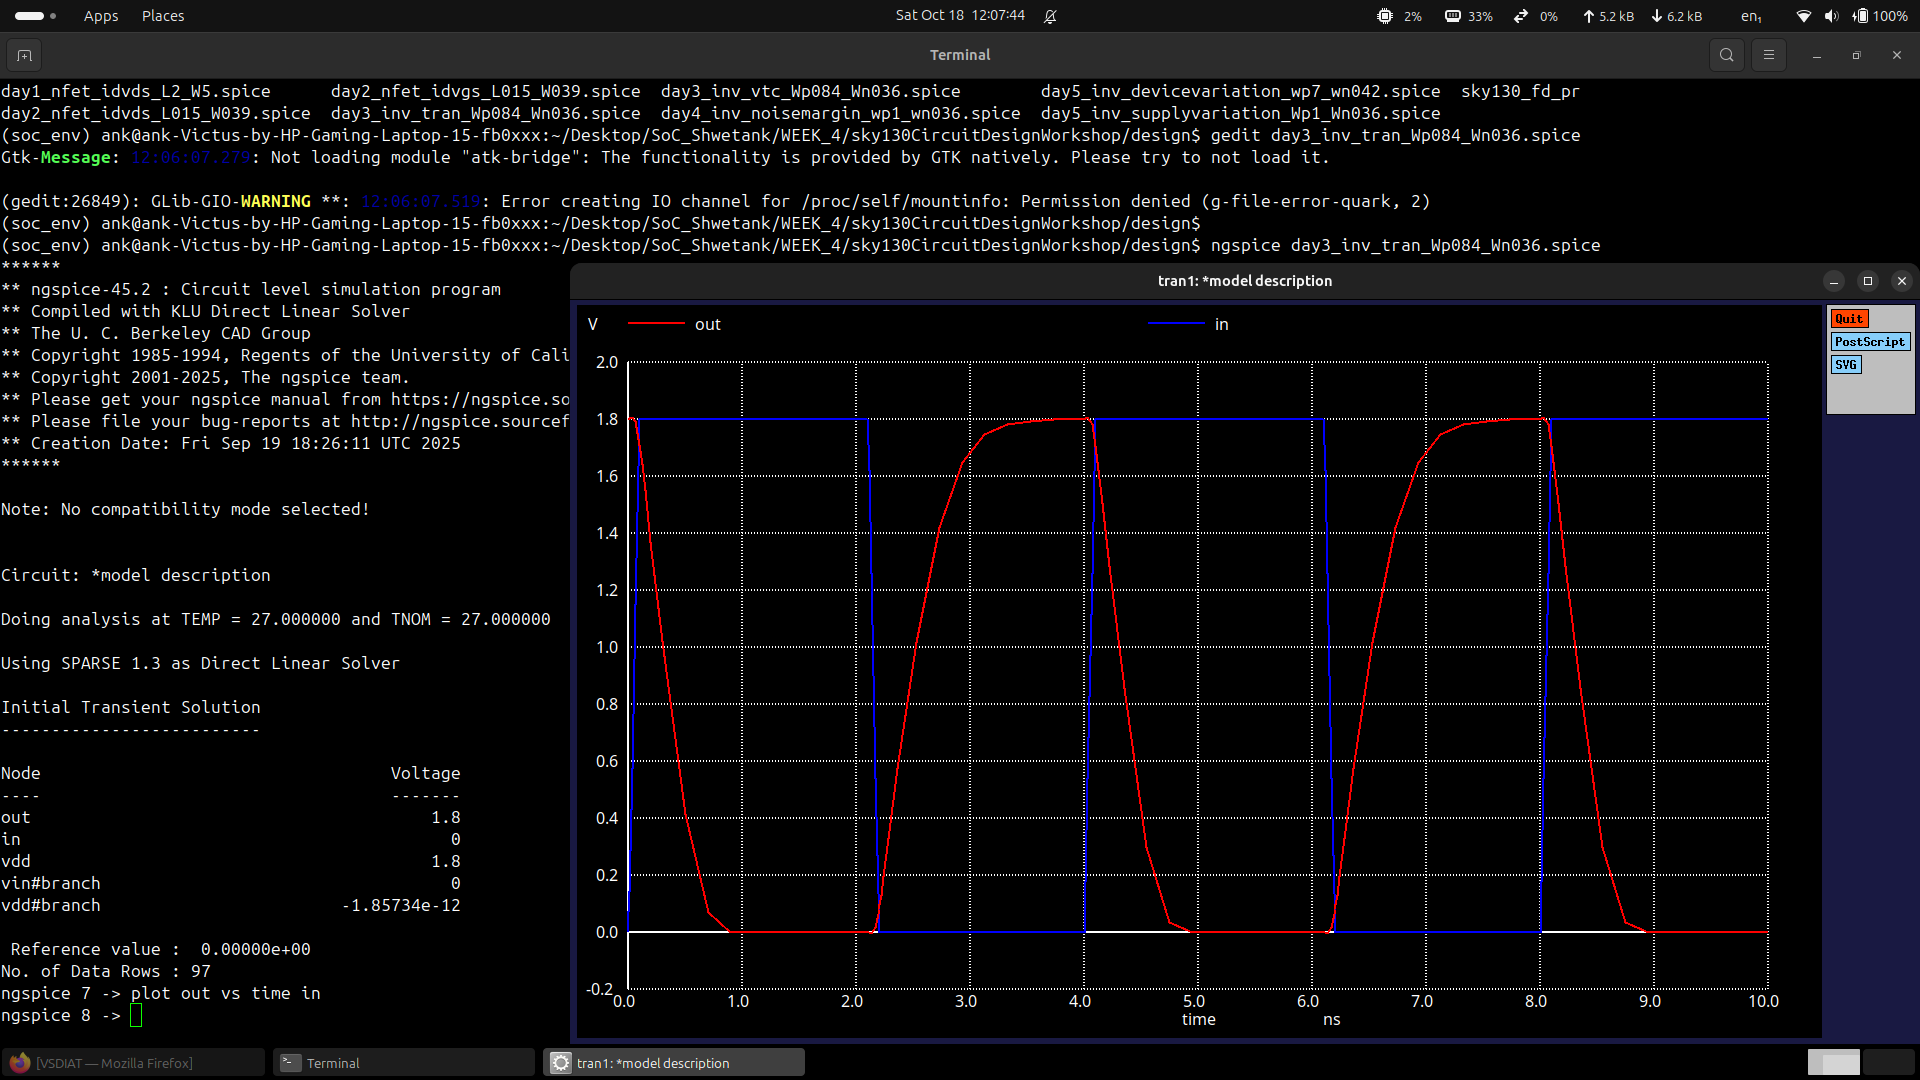 Apps Places Sat Oct 18 12:07:44 2% 33% 0% 5.2 kB 6.2 kB en₁ 100%
Terminal
day1_nfet_idvds_L2_W5.spice day2_nfet_idvgs_L015_W039.spice day3_inv_vtc_Wp084_Wn036.spice day5_inv_devicevariation_wp7_wn042.spice sky130_fd_pr
day2_nfet_idvds_L015_W039.spice day3_inv_tran_Wp084_Wn036.spice day4_inv_noisemargin_wp1_wn036.spice day5_inv_supplyvariation_Wp1_Wn036.spice
(soc_env) ank@ank-Victus-by-HP-Gaming-Laptop-15-fb0xxx:~/Desktop/SoC_Shwetank/WEEK_4/sky130CircuitDesignWorkshop/design$ gedit day3_inv_tran_Wp084_Wn036.spice
Gtk-Message: 12:06:07.279: Not loading module "atk-bridge": The functionality is provided by GTK natively. Please try to not load it.
(gedit:26849): GLib-GIO-WARNING **: 12:06:07.519: Error creating IO channel for /proc/self/mountinfo: Permission denied (g-file-error-quark, 2)
(soc_env) ank@ank-Victus-by-HP-Gaming-Laptop-15-fb0xxx:~/Desktop/SoC_Shwetank/WEEK_4/sky130CircuitDesignWorkshop/design$
(soc_env) ank@ank-Victus-by-HP-Gaming-Laptop-15-fb0xxx:~/Desktop/SoC_Shwetank/WEEK_4/sky130CircuitDesignWorkshop/design$ ngspice day3_inv_tran_Wp084_Wn036.spice
******
** ngspice-45.2 : Circuit level simulation program
** Compiled with KLU Direct Linear Solver
** The U. C. Berkeley CAD Group
** Copyright 1985-1994, Regents of the University of Cali
** Copyright 2001-2025, The ngspice team.
** Please get your ngspice manual from https://ngspice.so
** Please file your bug-reports at http://ngspice.sourcef
** Creation Date: Fri Sep 19 18:26:11 UTC 2025
******
Note: No compatibility mode selected!
Circuit: *model description
Doing analysis at TEMP = 27.000000 and TNOM = 27.000000
Using SPARSE 1.3 as Direct Linear Solver
Initial Transient Solution
--------------------------
Node Voltage
---- -------
out 1.8
in 0
vdd 1.8
vin#branch 0
vdd#branch -1.85734e-12
Reference value : 0.00000e+00
No. of Data Rows : 97
ngspice 7 -> plot out vs time in
ngspice 8 ->
tran1: *model description
V out in
Quit
PostScript
SVG
2.0
1.8
1.6
1.4
1.2
1.0
0.8
0.6
0.4
0.2
0.0
-0.2
0.0 1.0 2.0 3.0 4.0 5.0 6.0 7.0 8.0 9.0 10.0
time ns
[VSDIAT — Mozilla Firefox] Terminal tran1: *model description